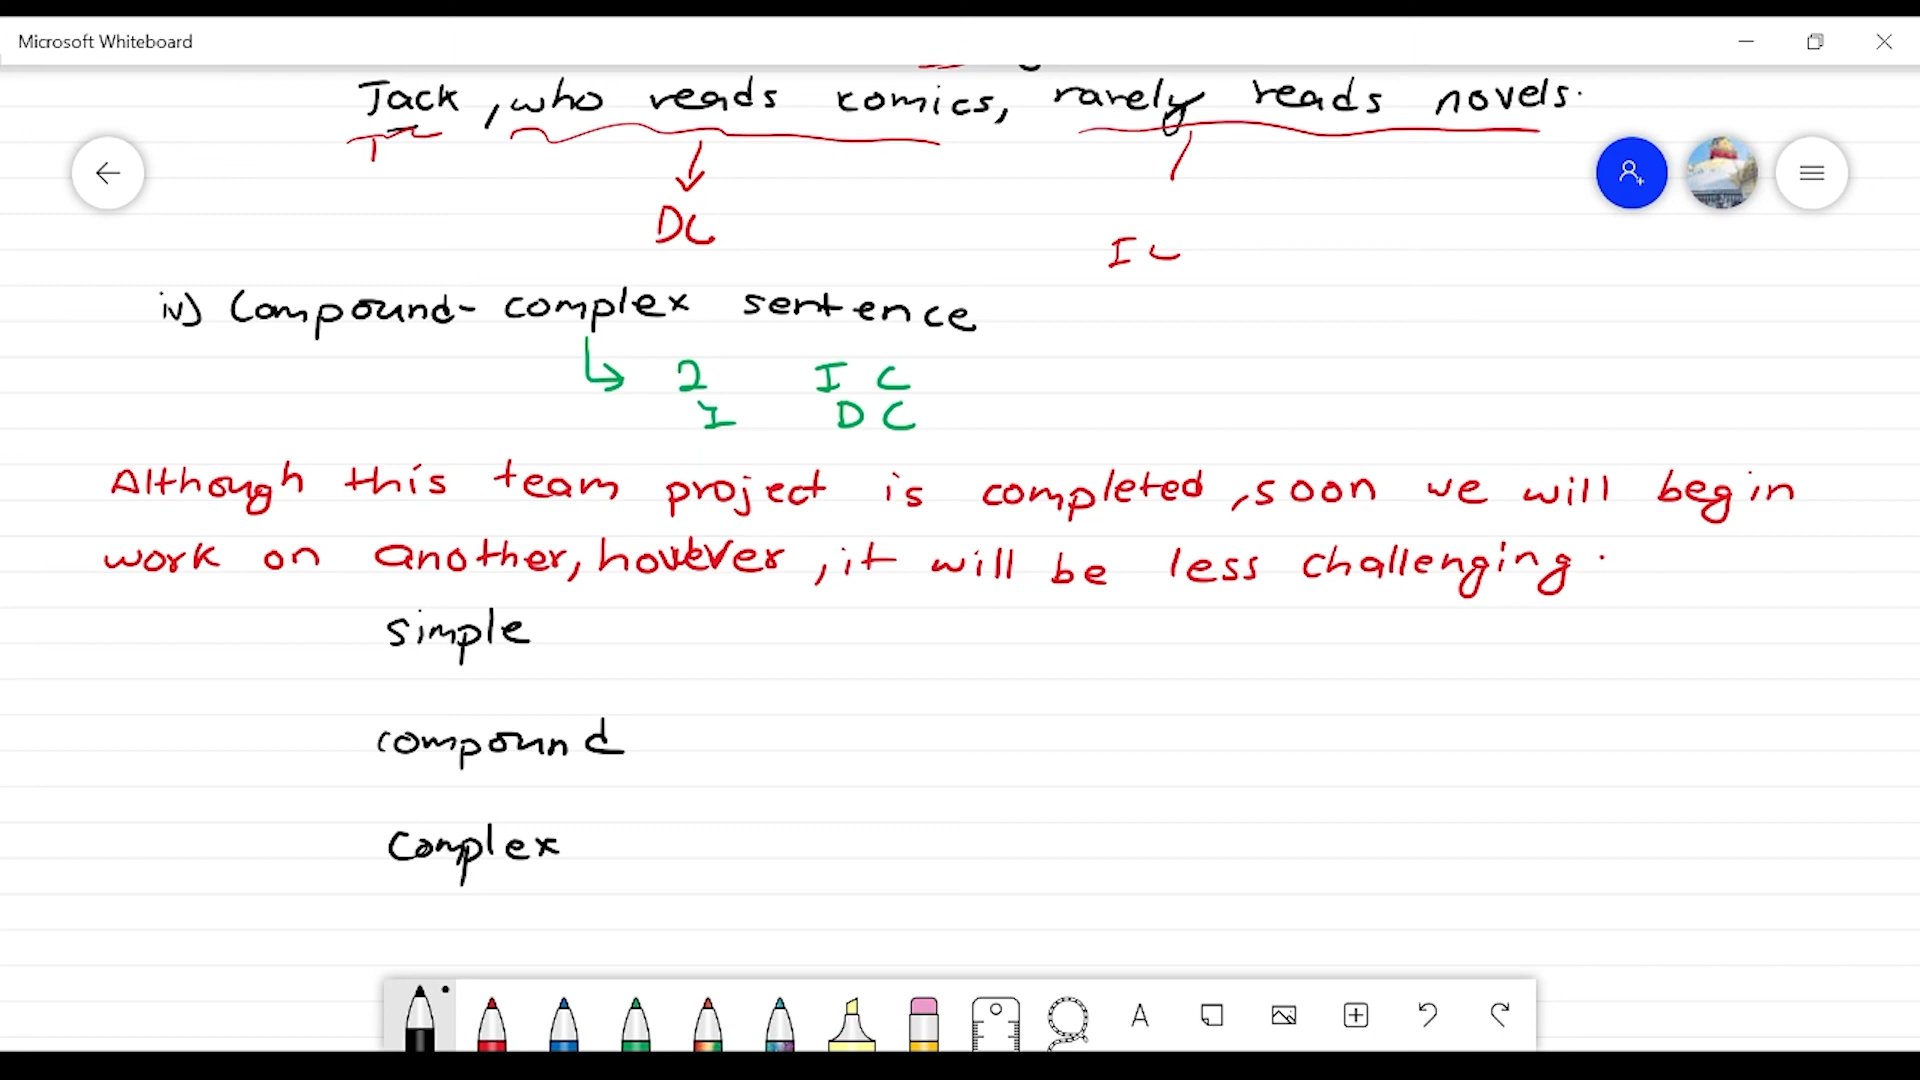 Microsoft Whiteboard
Jack, who reads comics, rarely reads novels.
DC
IC
iv) Compound-complex sentence
2 IC
1 DC
Although this team project is completed, soon we will begin
work on another, however, it will be less challenging.
simple
compound
complex
A